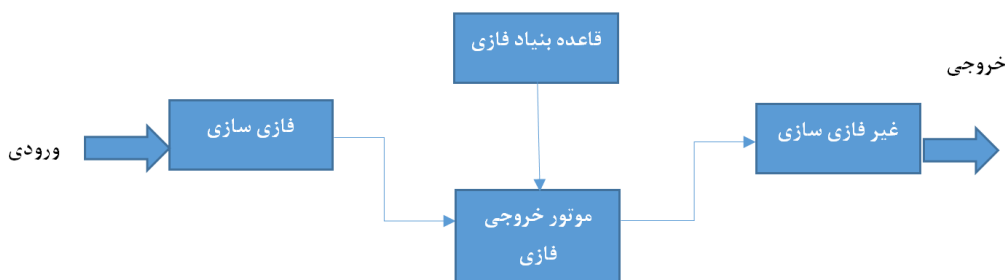 قاعده بنیاد فازی
خروجی
فازی سازی
غیر فازی سازی
ورودی
موتور خروجی
فازی